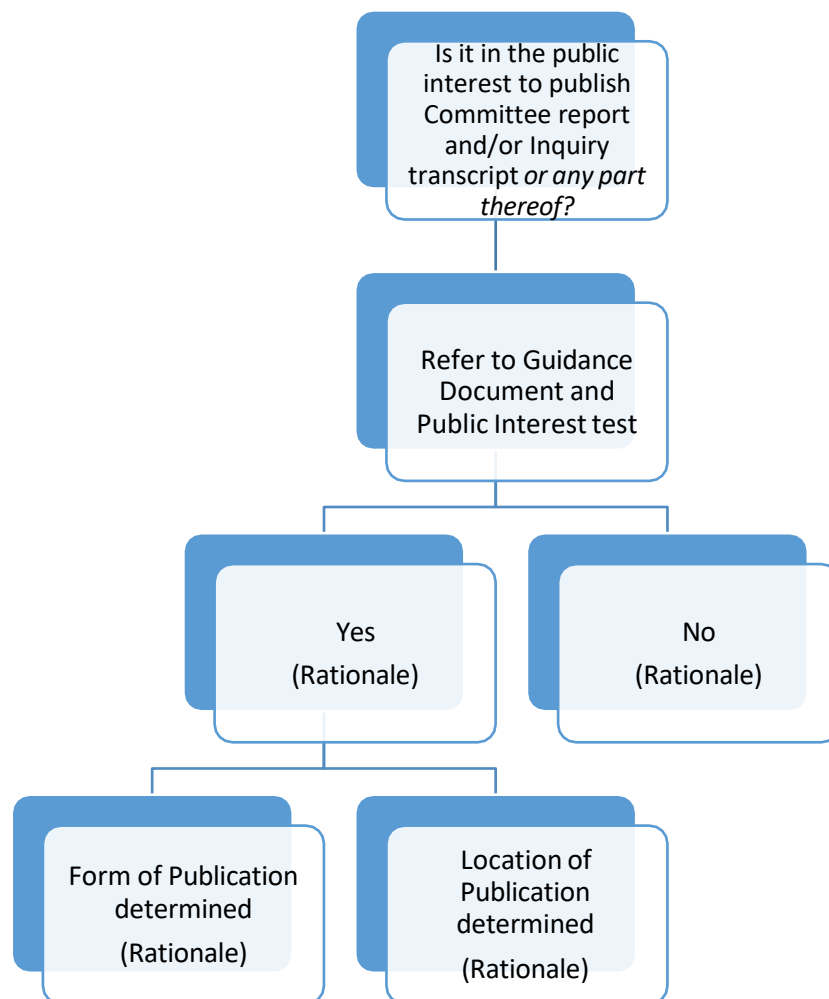 Is it in the public
interest to publish
Committee report
and/or Inquiry
transcript or any part
thereof?
Refer to Guidance
Document and
Public Interest test
Yes
(Rationale)
No
(Rationale)
Form of Publication
determined
(Rationale)
Location of
Publication
determined
(Rationale)